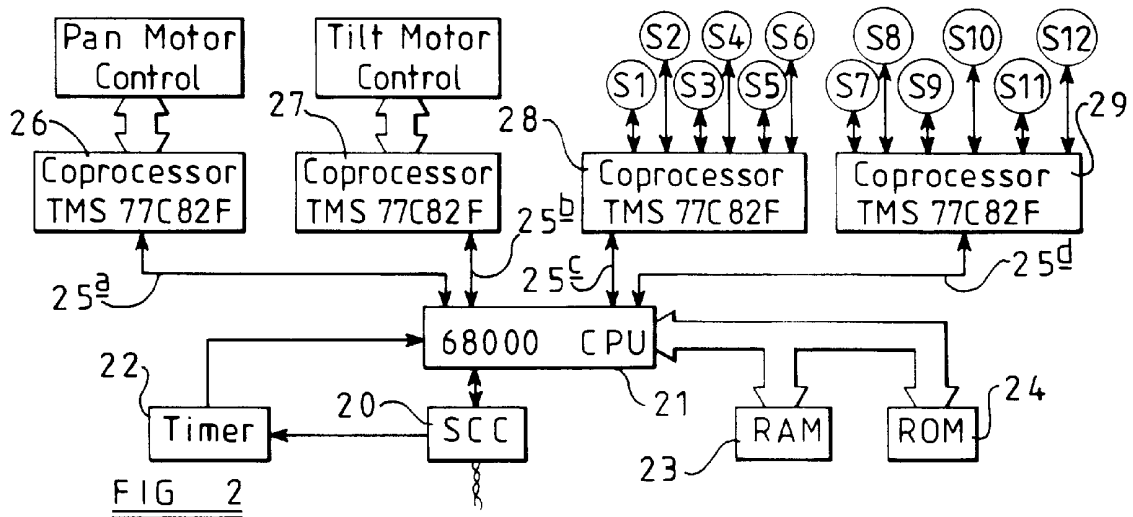 Pan Motor
Control
Tilt Motor
Control
S1
S2
S3
S4
S5
S6
S7
S8
S9
S10
S11
S12
26
27
28
29
Coprocessor
TMS 77C82F
Coprocessor
TMS 77C82F
Coprocessor
TMS 77C82F
Coprocessor
TMS 77C82F
25a
25b
25c
25d
68000 CPU
22
20
21
24
Timer
SCC
RAM
ROM
23
FIG 2